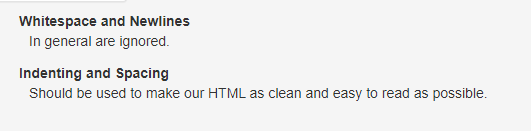 Whitespace and Newlines
In general are ignored.
Indenting and Spacing
Should be used to make our HTML as clean and easy to read as possible.